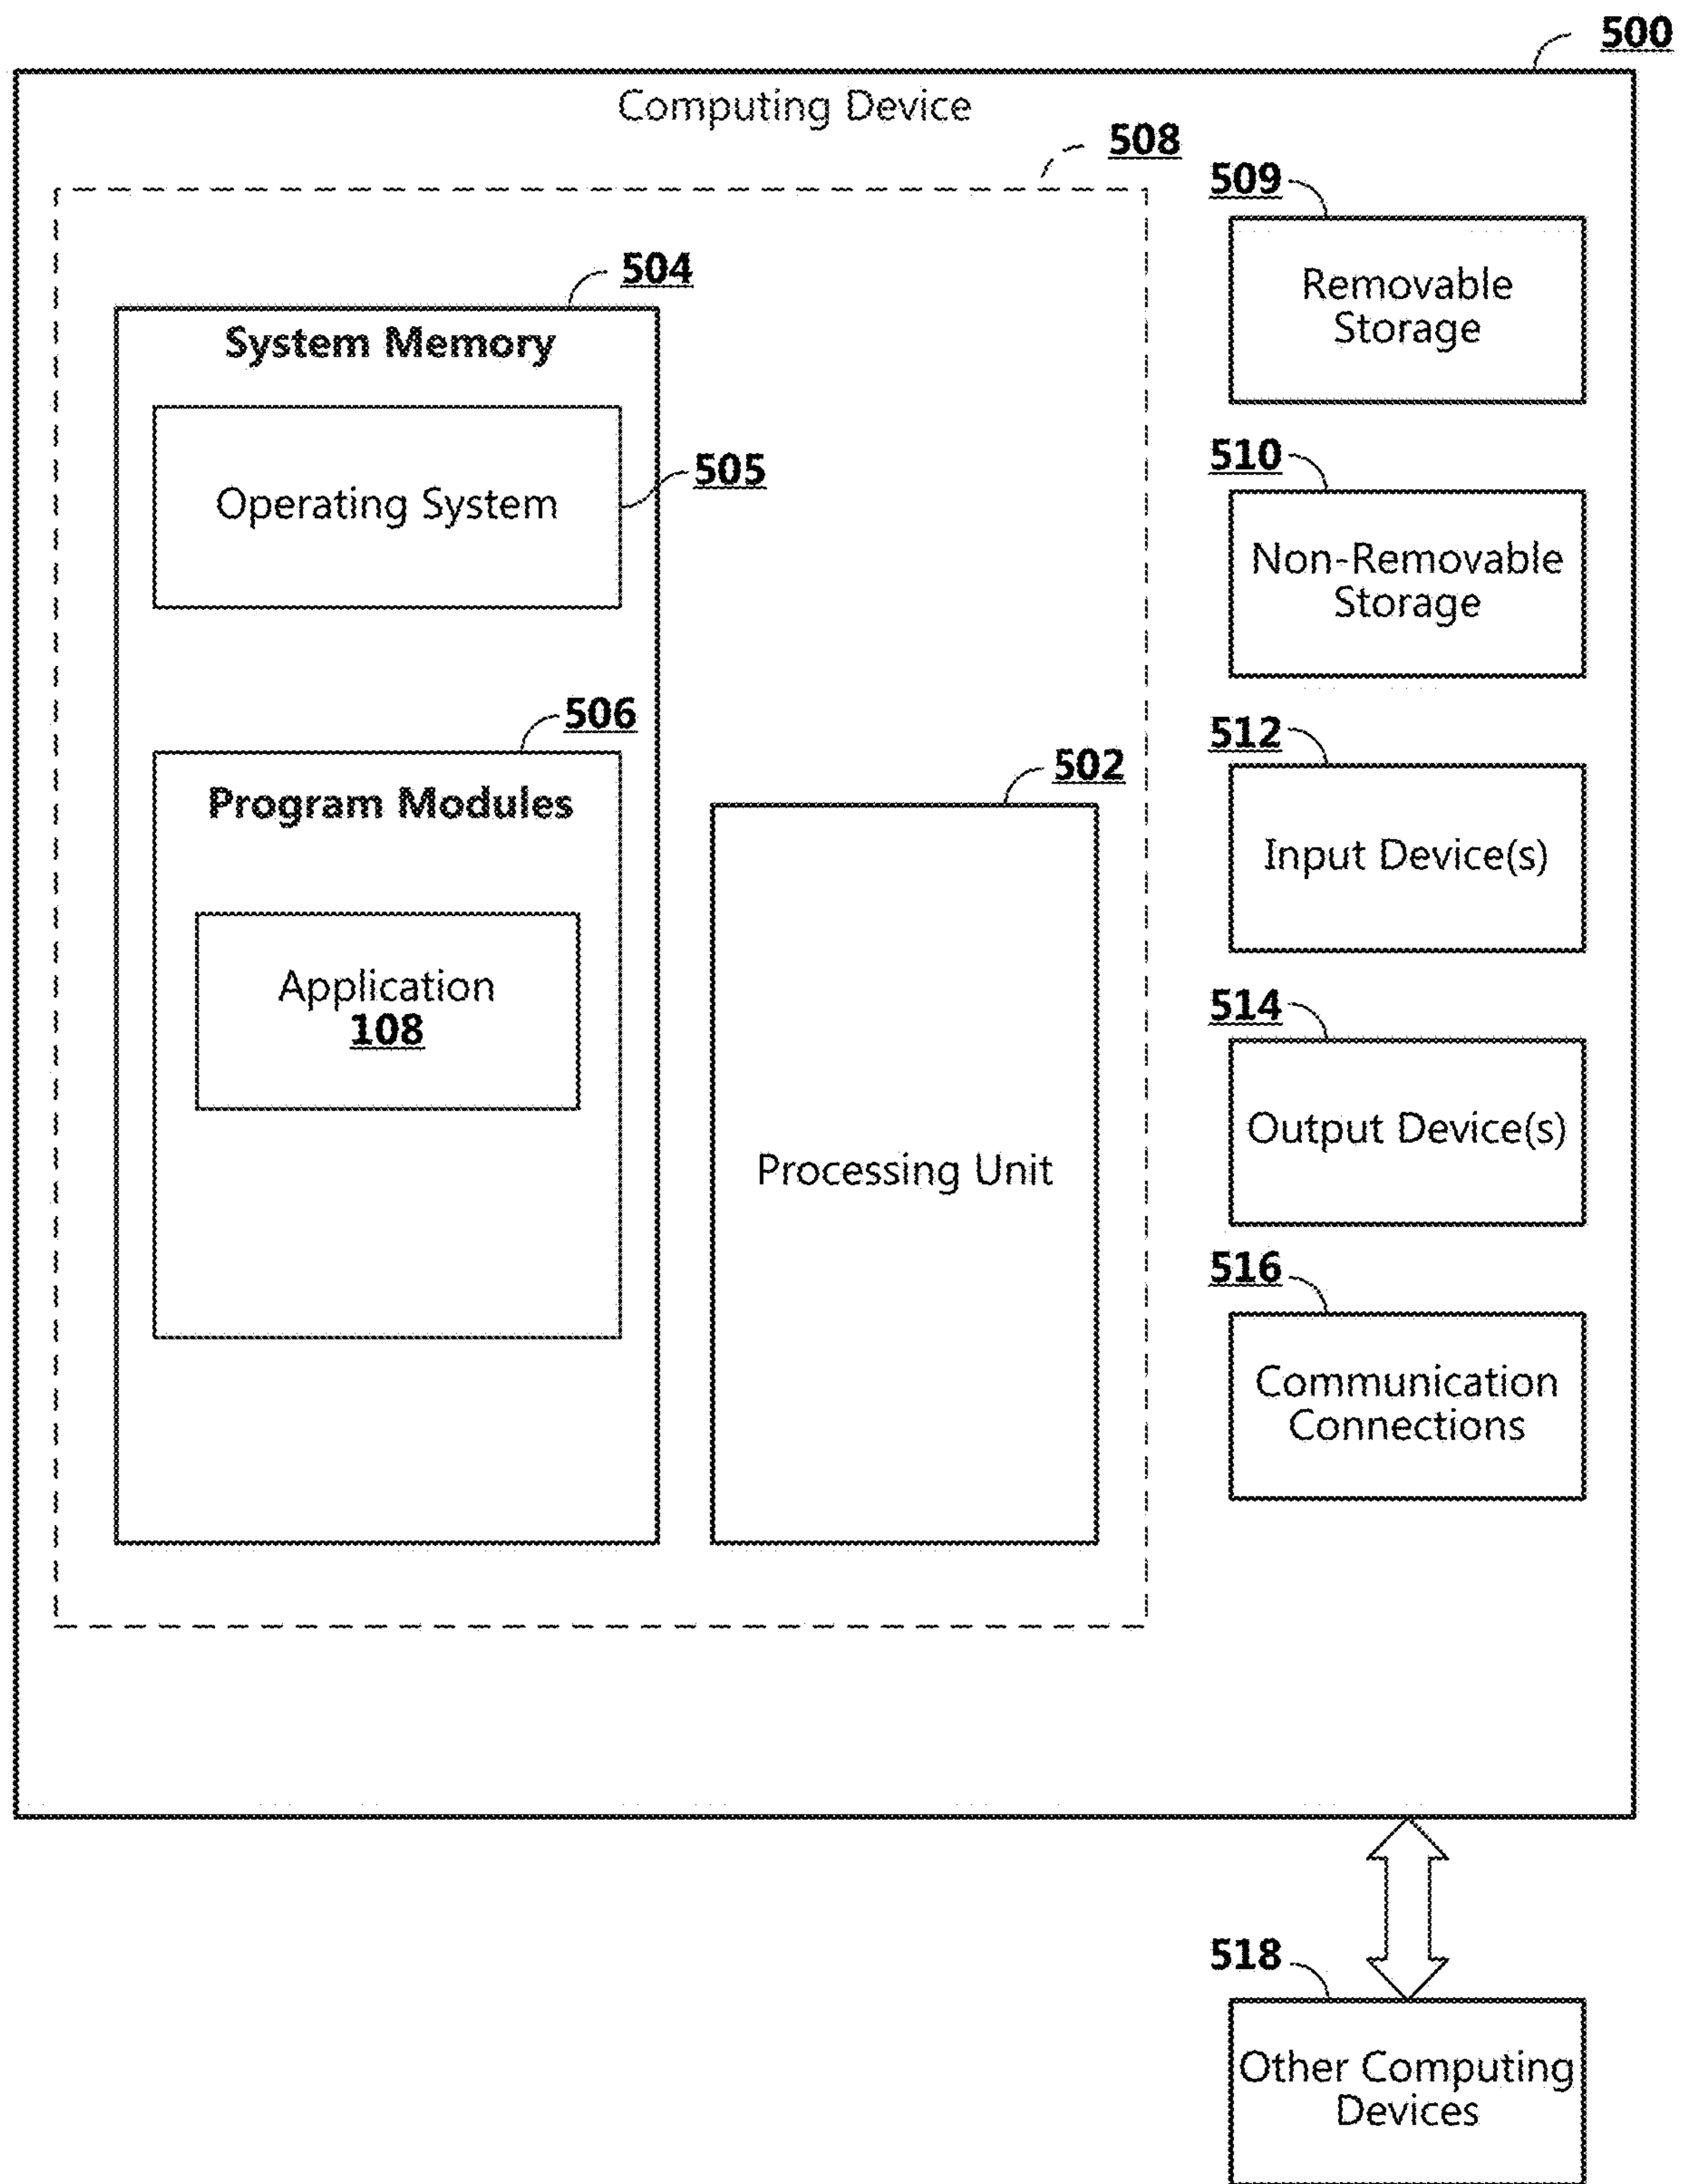 500
Computing Device
508
509
Removable
Storage
504
System Memory
Operating System
505
510
Non-Removable
Storage
506
Program Modules
Application
108
502
Processing Unit
512
Input Device(s)
514
Output Device(s)
516
Communication
Connections
518
Other Computing
Devices